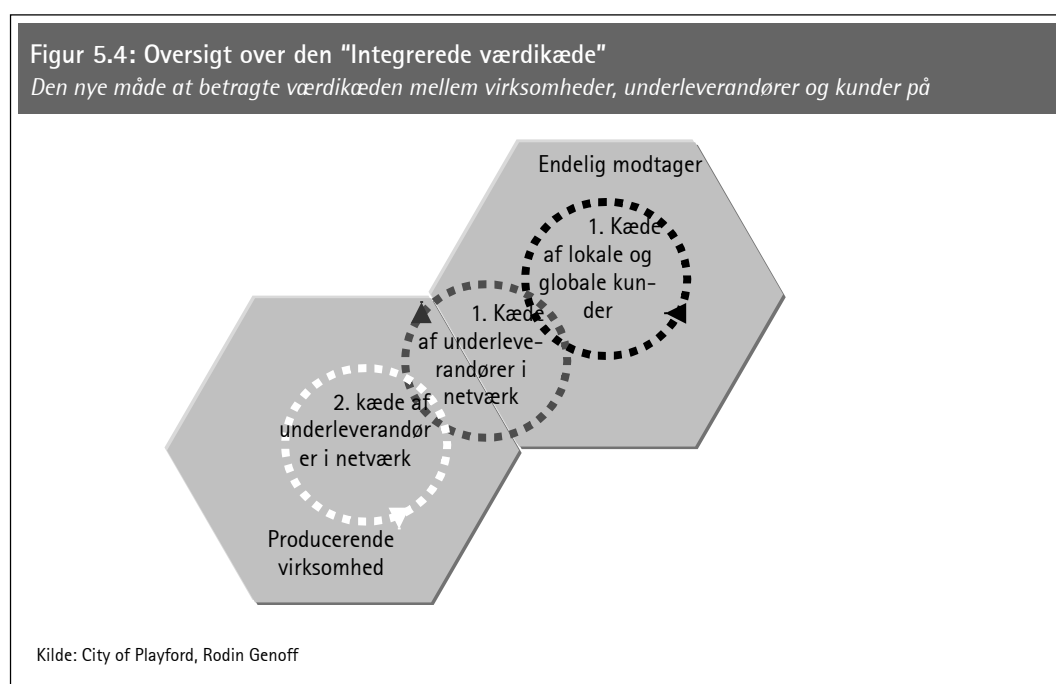 Figur 5.4: Oversigt over den “Integrerede værdikæde”
Den nye måde at betragte værdikæden mellem virksomheder, underleverandører og kunder på
Endelig modtager
1. Kæde
af lokale og
globale kun-
der
1. Kæde
af underleve-
randører i
netværk
2. kæde af
underleverandør
er i netværk
Producerende
virksomhed
Kilde: City of Playford, Rodin Genoff